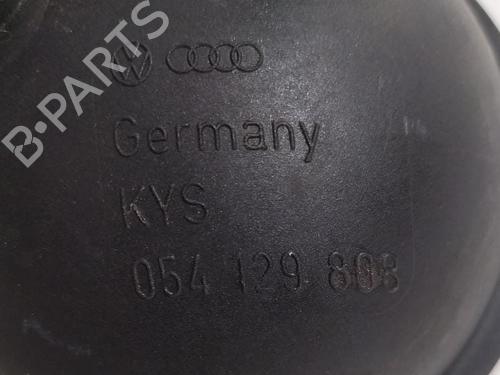 B-PARTS
Germany
KYS
054 129 808